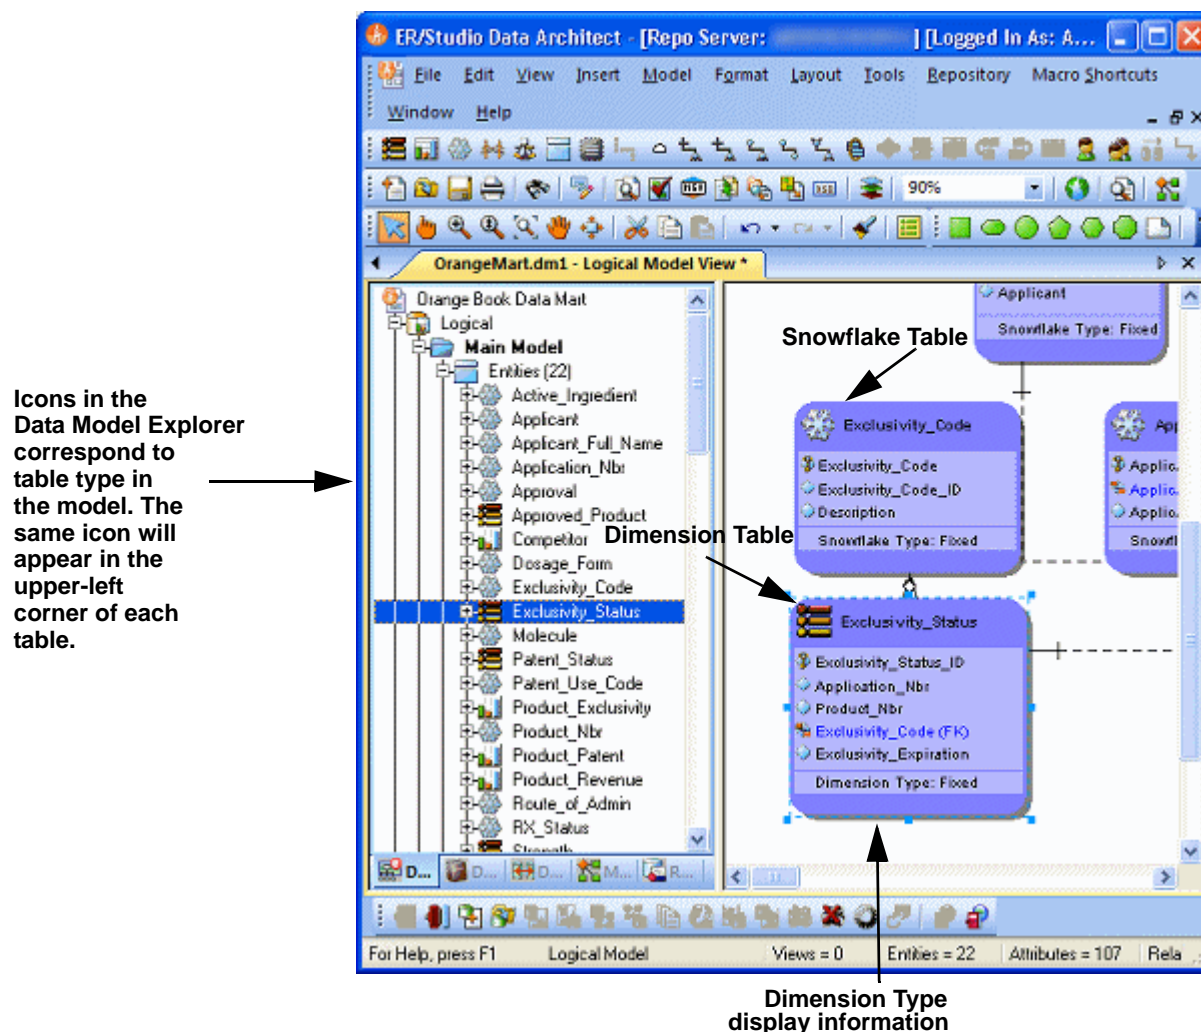 ER/Studio Data Architect - [Repo Server: ] [Logged In As: A...
File Edit View Insert Model Format Layout Tools Repository Macro Shortcuts
Window Help
90%
OrangeMart.dm1 - Logical Model View *
Orange Book Data Mart
Logical
Main Model
Entities (22)
Active_Ingredient
Applicant
Applicant_Full_Name
Application_Nbr
Approval
Approved_Product
Competitor
Dosage_Form
Exclusivity_Code
Exclusivity_Status
Molecule
Patent_Status
Patent_Use_Code
Product_Exclusivity
Product_Nbr
Product_Patent
Product_Revenue
Route_of_Admin
RX_Status
Strength
D... D... D... M... R...
Icons in the
Data Model Explorer
correspond to
table type in
the model. The
same icon will
appear in the
upper-left
corner of each
table.
Applicant
Snowflake Type: Fixed
Snowflake Table
Exclusivity_Code
Exclusivity_Code
Exclusivity_Code_ID
Description
Snowflake Type: Fixed
App
Applic.
Applic.
Applic.
Snowfl
Dimension Table
Exclusivity_Status
Exclusivity_Status_ID
Application_Nbr
Product_Nbr
Exclusivity_Code (FK)
Exclusivity_Expiration
Dimension Type: Fixed
For Help, press F1 Logical Model Views = 0 Entities = 22 Attributes = 107 Rela
Dimension Type
display information